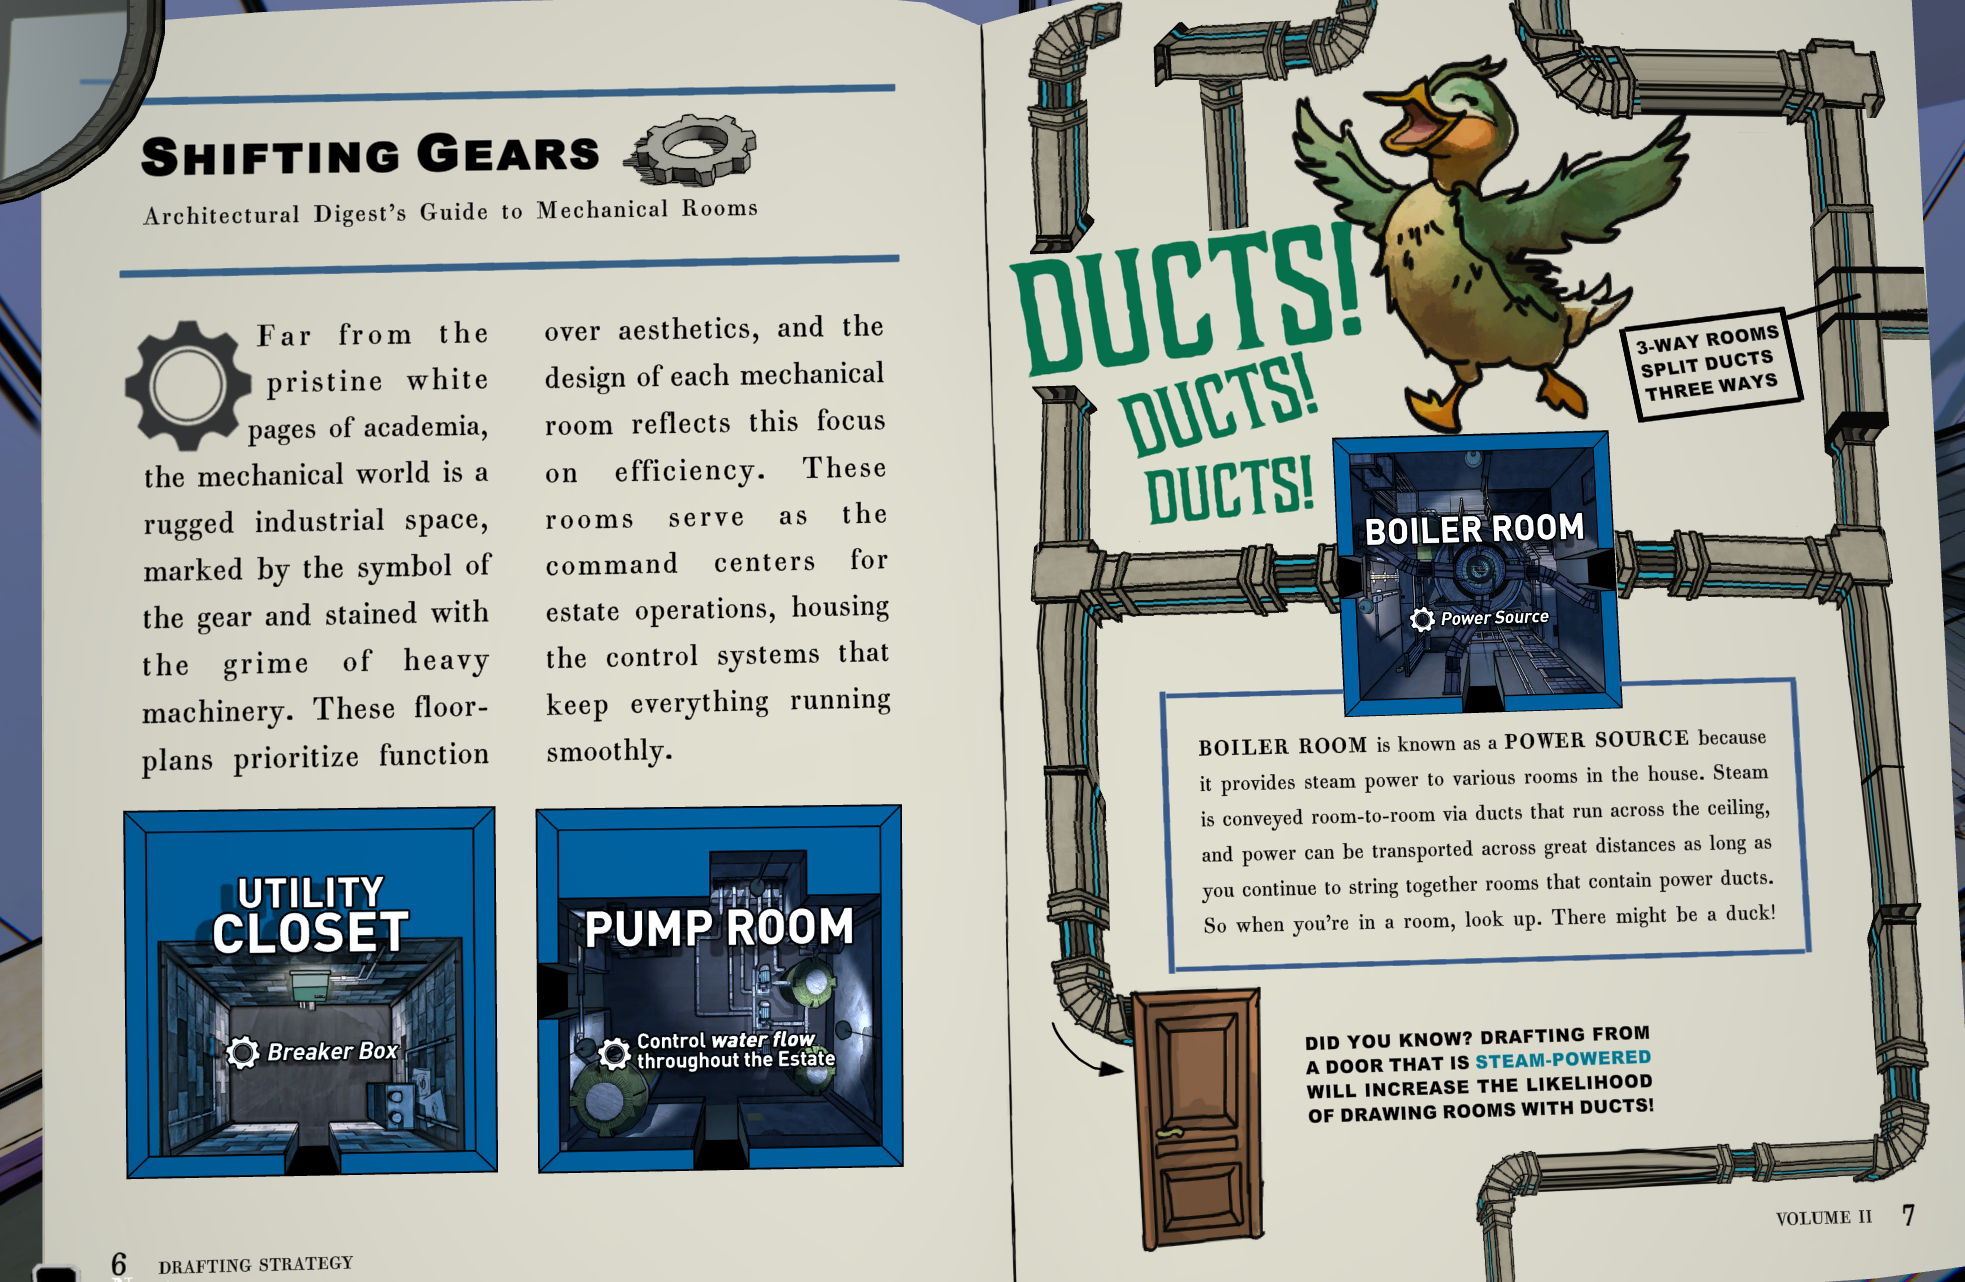 SHIFTING GEARS
Architectural Digest's Guide to Mechanical Rooms
Far from the
pristine white
pages of academia,
the mechanical world is a
rugged industrial space,
marked by the symbol of
the gear and stained with
the grime of heavy
machinery. These floor-
plans prioritize function
over aesthetics, and the
design of each mechanical
room reflects this focus
on efficiency. These
rooms serve as the
command centers for
estate operations, housing
the control systems that
keep everything running
smoothly.
UTILITY
CLOSET
Breaker Box
PUMP ROOM
Control water flow
throughout the Estate
6 DRAFTING STRATEGY
DUCTS!
DUCTS!
DUCTS!
3-WAY ROOMS
SPLIT DUCTS
THREE WAYS
BOILER ROOM
Power Source
BOILER ROOM is known as a POWER SOURCE because
it provides steam power to various rooms in the house. Steam
is conveyed room-to-room via ducts that run across the ceiling,
and power can be transported across great distances as long as
you continue to string together rooms that contain power ducts.
So when you're in a room, look up. There might be a duck!
DID YOU KNOW? DRAFTING FROM
A DOOR THAT IS STEAM-POWERED
WILL INCREASE THE LIKELIHOOD
OF DRAWING ROOMS WITH DUCTS!
VOLUME II 7